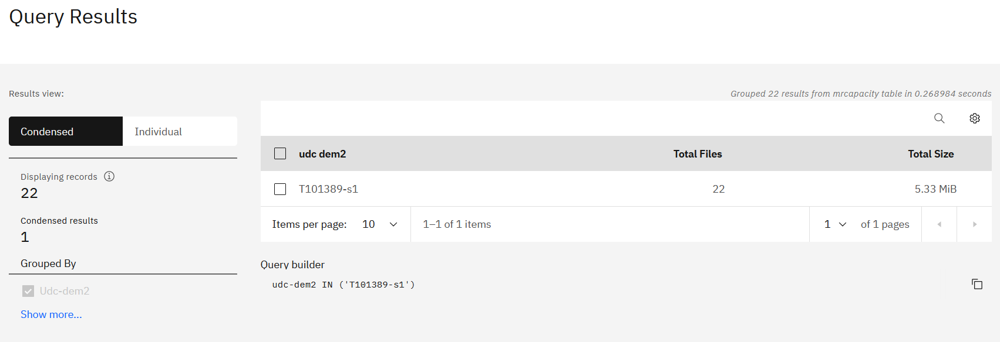 Query Results
Results view:
Grouped 22 results from mrcapacity table in 0.268984 seconds
Condensed
Individual
Displaying records
22
Condensed results
1
Grouped By
Udc-dem2
Show more...
udc dem2 Total Files Total Size
T101389-s1 22 5.33 MiB
Items per page: 10 1–1 of 1 items 1 of 1 pages
Query builder
udc-dem2 IN ('T101389-s1')